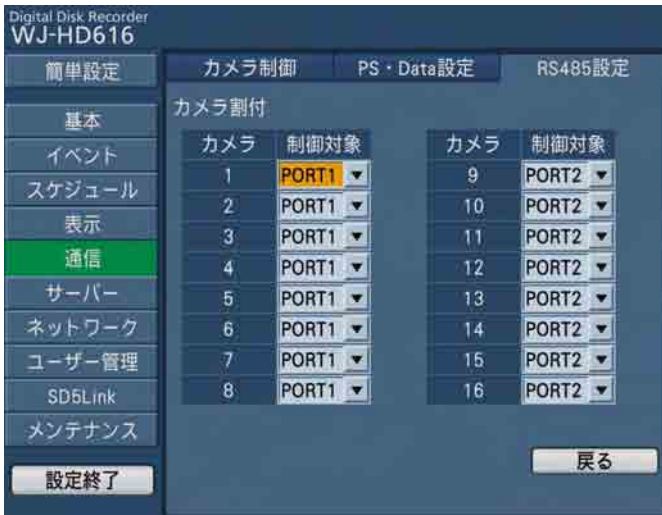 Digital Disk Recorder
WJ-HD616
簡単設定
基本
イベント
スケジュール
表示
通信
サーバー
ネットワーク
ユーザー管理
SD5Link
メンテナンス
設定終了
カメラ制御 PS・Data設定 RS485設定
カメラ割付
カメラ 制御対象 カメラ 制御対象
1 PORT1 9 PORT2
2 PORT1 10 PORT2
3 PORT1 11 PORT2
4 PORT1 12 PORT2
5 PORT1 13 PORT2
6 PORT1 14 PORT2
7 PORT1 15 PORT2
8 PORT1 16 PORT2
戻る